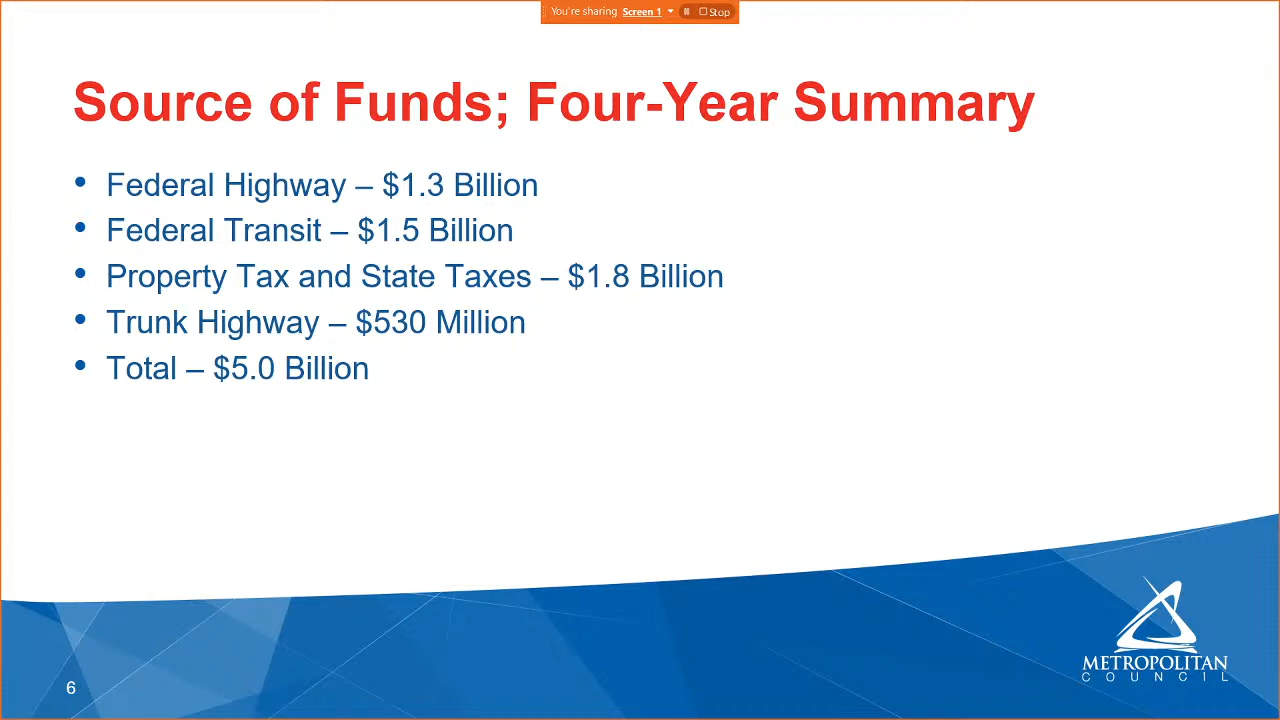 You're sharing Screen 1 Stop
Source of Funds; Four-Year Summary
• Federal Highway – $1.3 Billion
• Federal Transit – $1.5 Billion
• Property Tax and State Taxes – $1.8 Billion
• Trunk Highway – $530 Million
• Total – $5.0 Billion
METROPOLITAN
COUNCIL
6